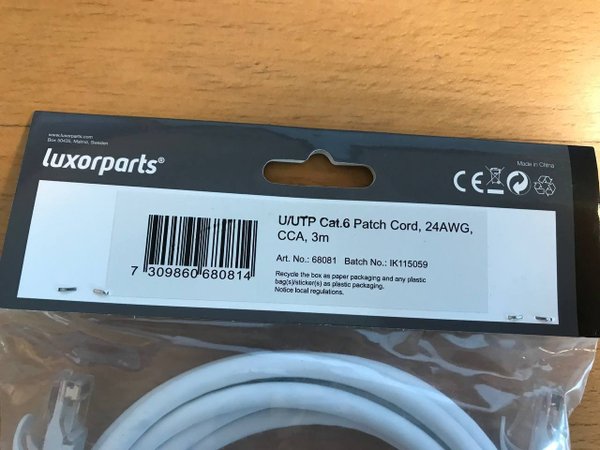 www.luxorparts.com
Box 50435, Malmö, Sweden
luxorparts®
Made in China
CE
U/UTP Cat.6 Patch Cord, 24AWG,
CCA, 3m
Art. No.: 68081 Batch No.: IK115059
Recycle the box as paper packaging and any plastic
bag(s)/sticker(s) as plastic packaging.
Notice local regulations.
7 309860 680814